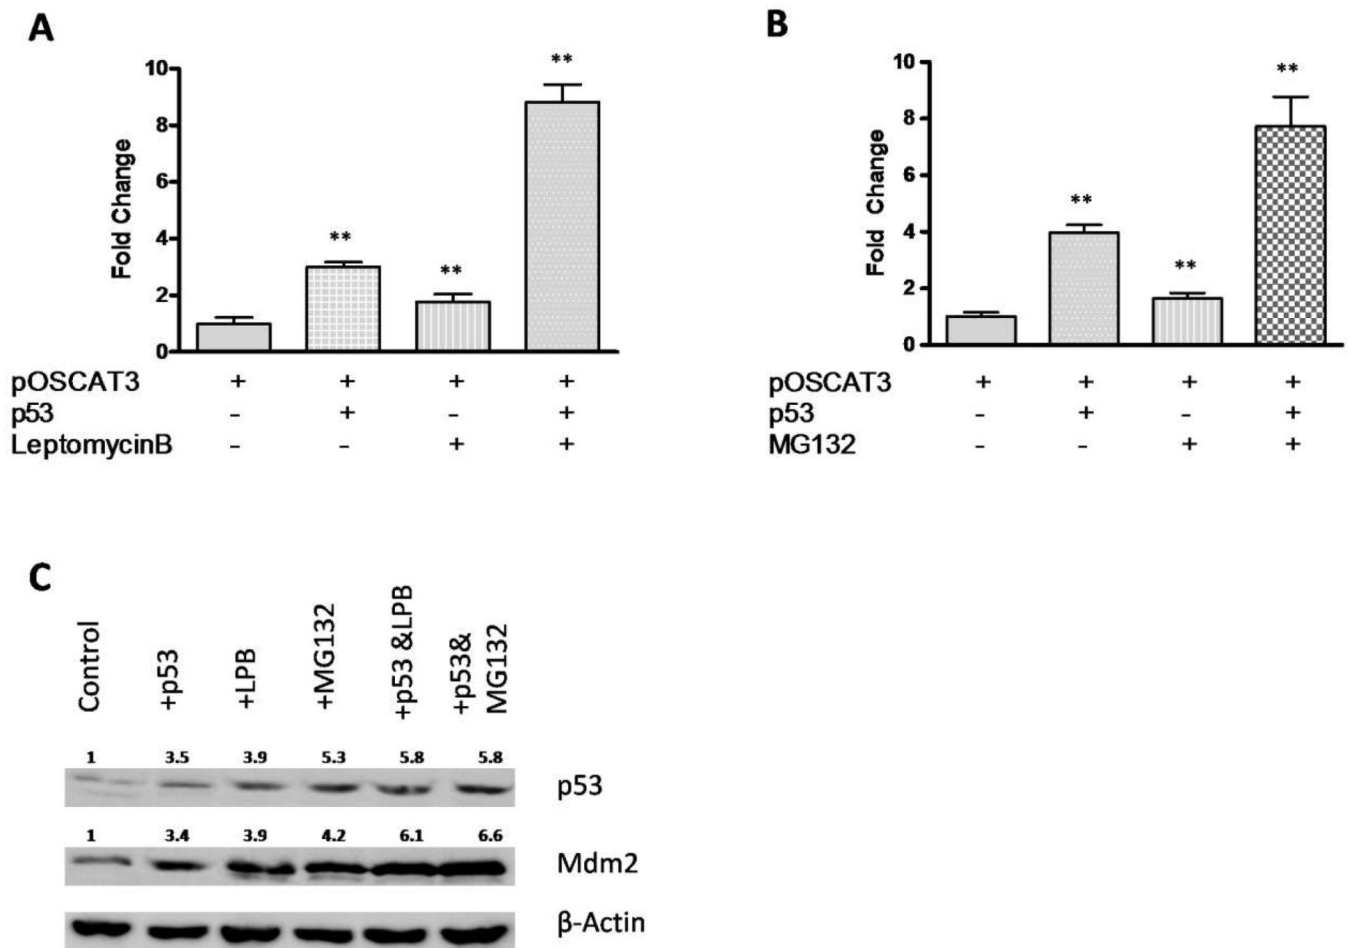 A
B
**
10
8
6
4
2
0
Fold Change
**
**
pOSCAT3 + + + +
p53 - + - +
LeptomycinB - - + +
**
10
8
6
4
2
0
Fold Change
**
**
pOSCAT3 + + + +
p53 - + - +
MG132 - - + +
C
Control
+p53
+LPB
+MG132
+p53 &LPB
+p53&
MG132
1 3.5 3.9 5.3 5.8 5.8
p53
1 3.4 3.9 4.2 6.1 6.6
Mdm2
β-Actin